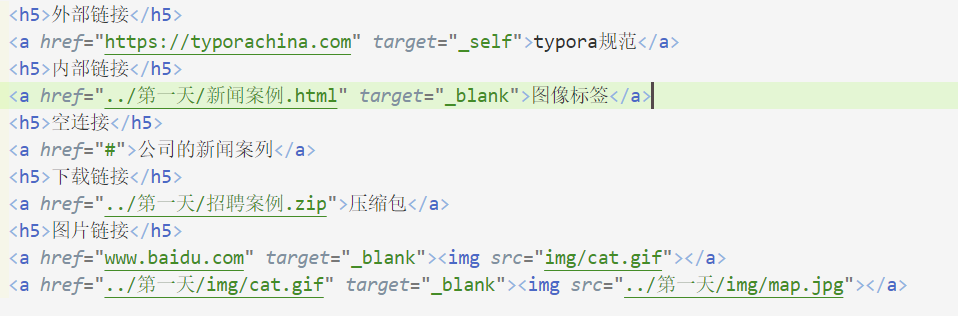 <h5>外部链接</h5>
<a href="https://typorachina.com" target="_self">typora规范</a>
<h5>内部链接</h5>
<a href="../第一天/新闻案例.html" target="_blank">图像标签</a>
<h5>空连接</h5>
<a href="#">公司的新闻案列</a>
<h5>下载链接</h5>
<a href="../第一天/招聘案例.zip">压缩包</a>
<h5>图片链接</h5>
<a href="www.baidu.com" target="_blank"><img src="img/cat.gif"></a>
<a href="../第一天/img/cat.gif" target="_blank"><img src="../第一天/img/map.jpg"></a>